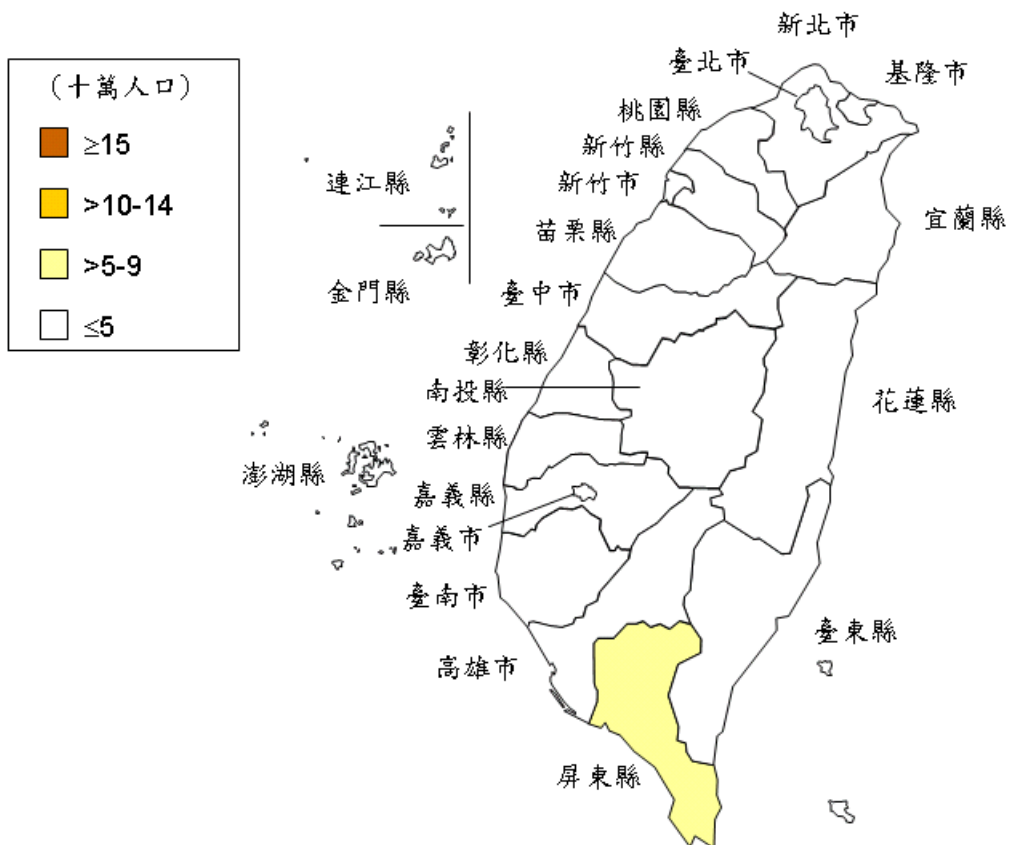 (十萬人口)
≥15
>10-14
>5-9
≤5
新北市
臺北市
基隆市
桃園縣
新竹縣
新竹市
連江縣
苗栗縣
宜蘭縣
金門縣
臺中市
彰化縣
南投縣
花蓮縣
雲林縣
澎湖縣
嘉義縣
嘉義市
臺南市
臺東縣
高雄市
屏東縣